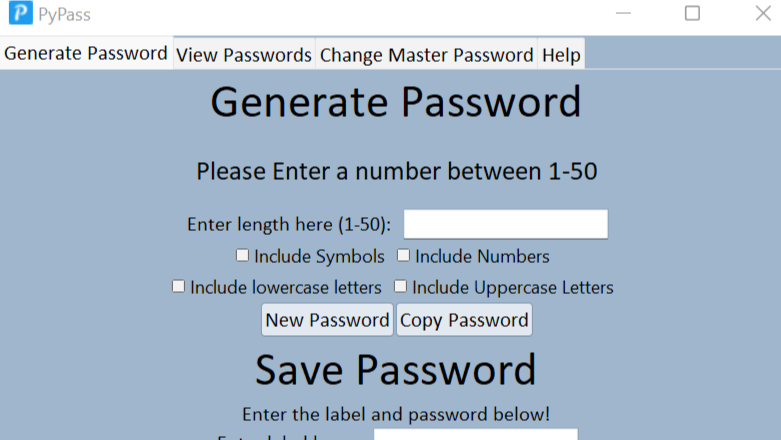 PyPass
Generate Password View Passwords Change Master Password Help
Generate Password
Please Enter a number between 1-50
Enter length here (1-50):
Include Symbols Include Numbers
Include lowercase letters Include Uppercase Letters
New Password Copy Password
Save Password
Enter the label and password below!